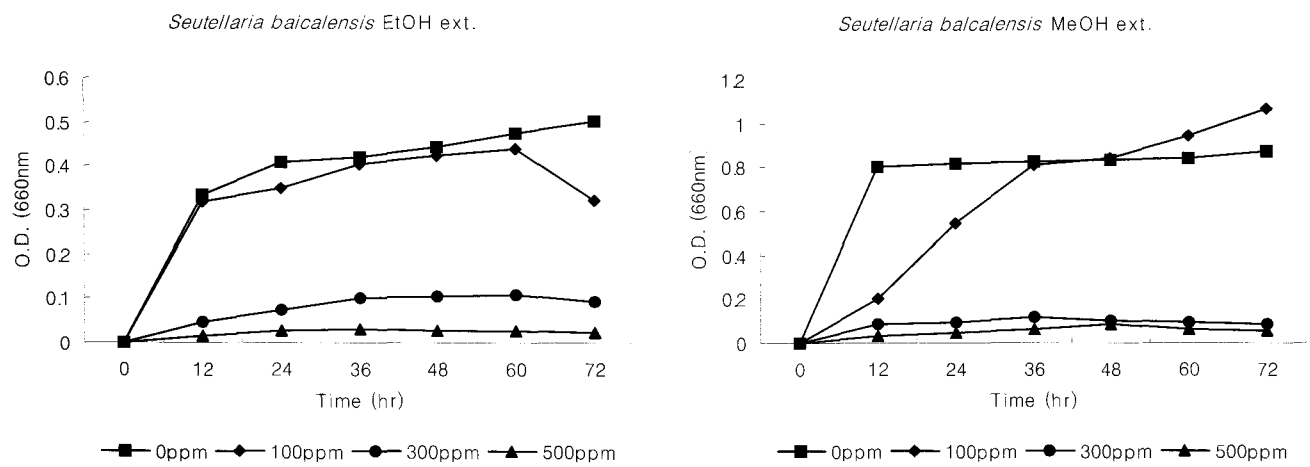 Seutellaria baicalensis EtOH ext.
0.6
0.5
0.4
0.3
0.2
0.1
0
O.D. (660nm)
0 12 24 36 48 60 72
Time (hr)
0ppm 100ppm 300ppm 500ppm
Seutellaria balcalensis MeOH ext.
1.2
1
0.8
0.6
0.4
0.2
0
O.D. (660nm)
0 12 24 36 48 60 72
Time (hr)
0ppm 100ppm 300ppm 500ppm